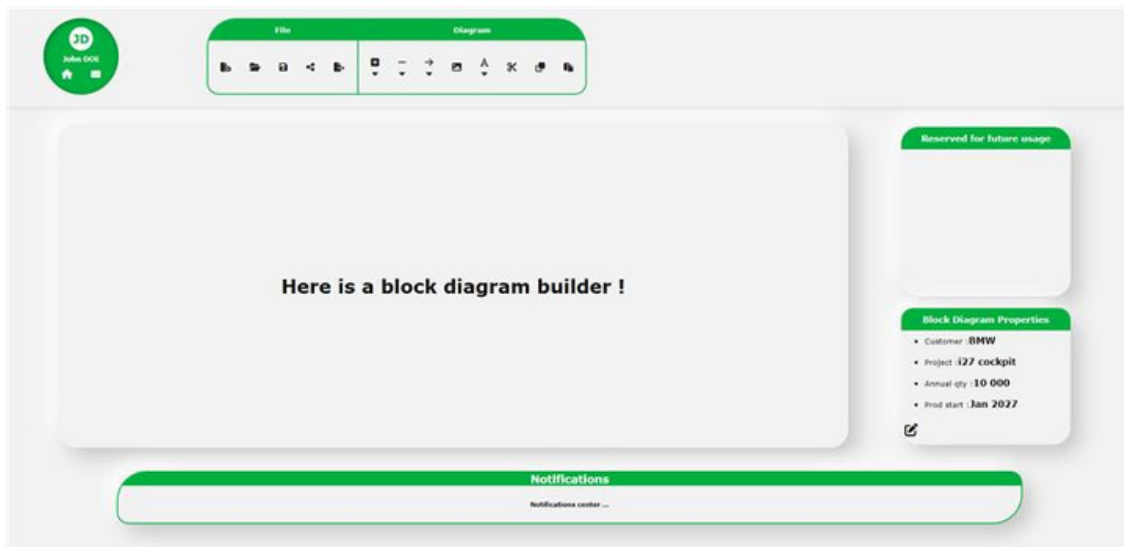 JD
John DOE
File
Diagram
A
Here is a block diagram builder !
Reserved for future usage
Block Diagram Properties
• Customer :BMW
• Project :i27 cockpit
• Annual qty :10 000
• Prod start :Jan 2027
Notifications
Notifications center ...